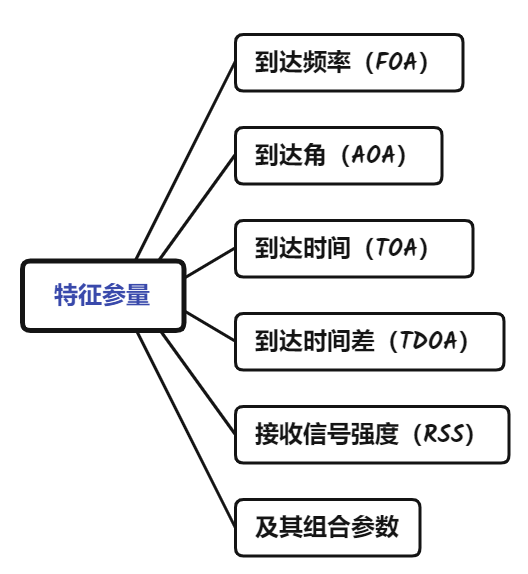 特征参量
到达频率（FOA）
到达角（AOA）
到达时间（TOA）
到达时间差（TDOA）
接收信号强度（RSS）
及其组合参数